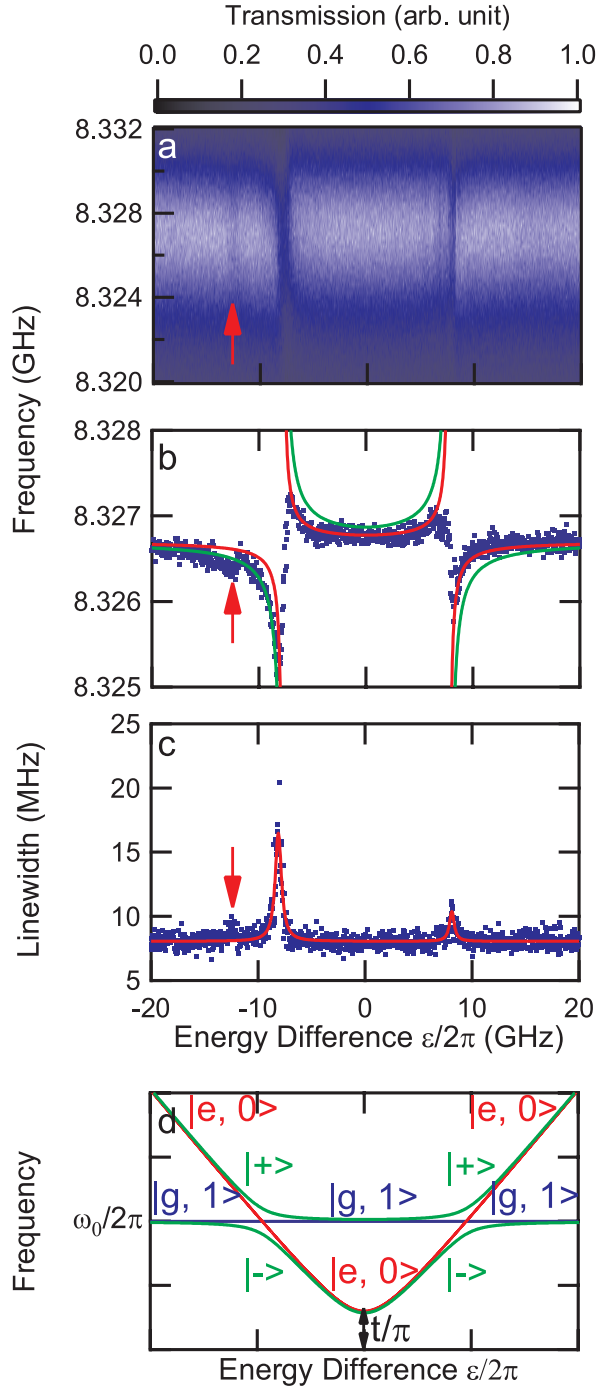 Transmission (arb. unit)
0.0 0.2 0.4 0.6 0.8 1.0
Frequency (GHz)
8.332
8.328
8.324
8.320
a
8.328
8.327
8.326
8.325
b
Linewidth (MHz)
25
20
15
10
5
c
-20 -10 0 10 20
Energy Difference ε/2π (GHz)
d
Frequency
ω₀/2π
|e, 0> |e, 0>
|+> |+>
|g, 1> |g, 1> |g, 1>
|e, 0>
|-> |->
t/π
Energy Difference ε/2π